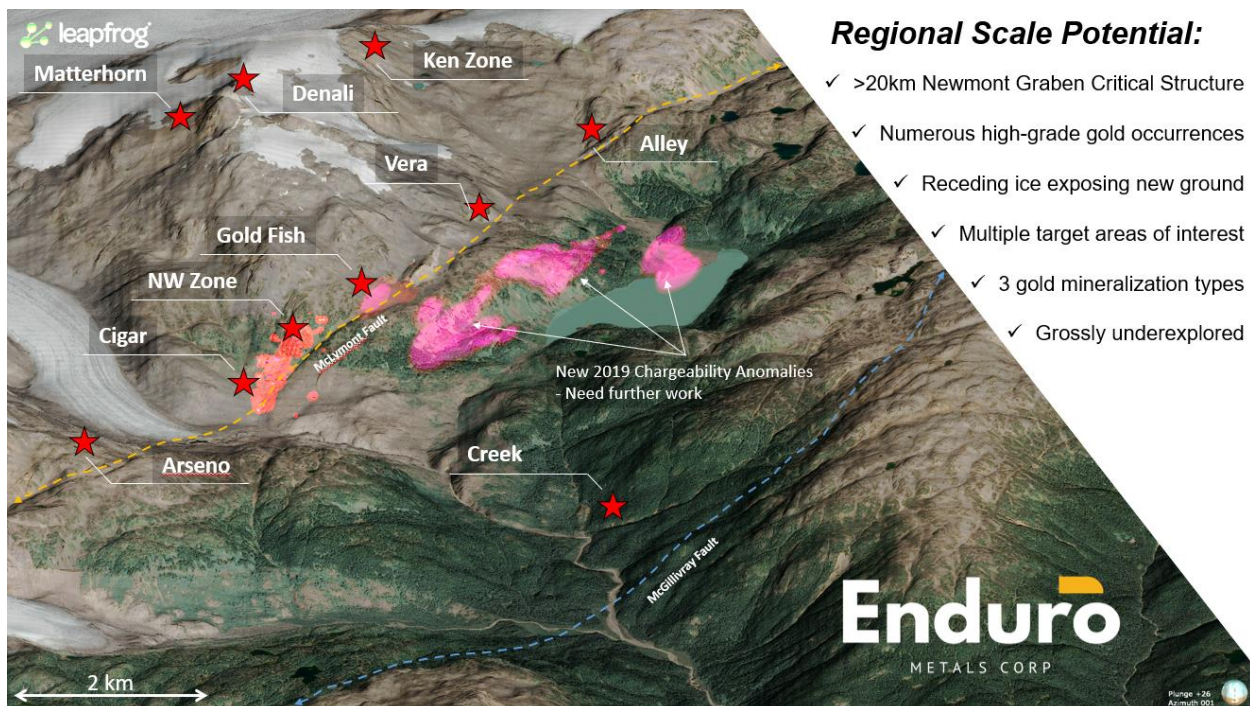 leapfrog
Matterhorn
Denali
Ken Zone
Alley
Vera
Gold Fish
NW Zone
Cigar
McLymont Fault
Arseno
New 2019 Chargeability Anomalies
- Need further work
Creek
McGillivray Fault
2 km
Regional Scale Potential:
✓ >20km Newmont Graben Critical Structure
✓ Numerous high-grade gold occurrences
✓ Receding ice exposing new ground
✓ Multiple target areas of interest
✓ 3 gold mineralization types
✓ Grossly underexplored
Enduro
METALS CORP
Plunge +26
Azimuth 001